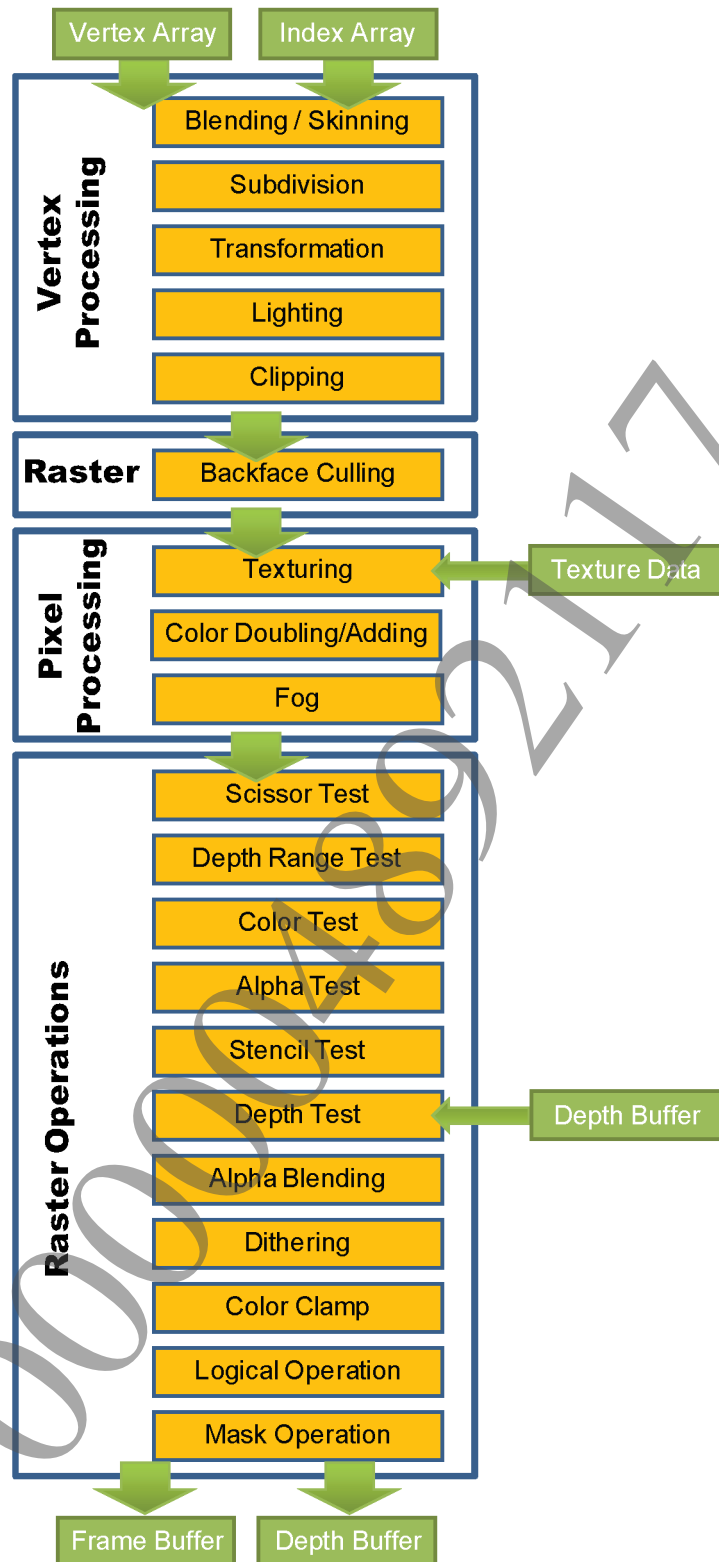 Vertex Array
Index Array
Vertex
Processing
Blending / Skinning
Subdivision
Transformation
Lighting
Clipping
Raster
Backface Culling
Pixel
Processing
Texturing
Texture Data
Color Doubling/Adding
Fog
Raster Operations
Scissor Test
Depth Range Test
Color Test
Alpha Test
Stencil Test
Depth Test
Depth Buffer
Alpha Blending
Dithering
Color Clamp
Logical Operation
Mask Operation
Frame Buffer
Depth Buffer